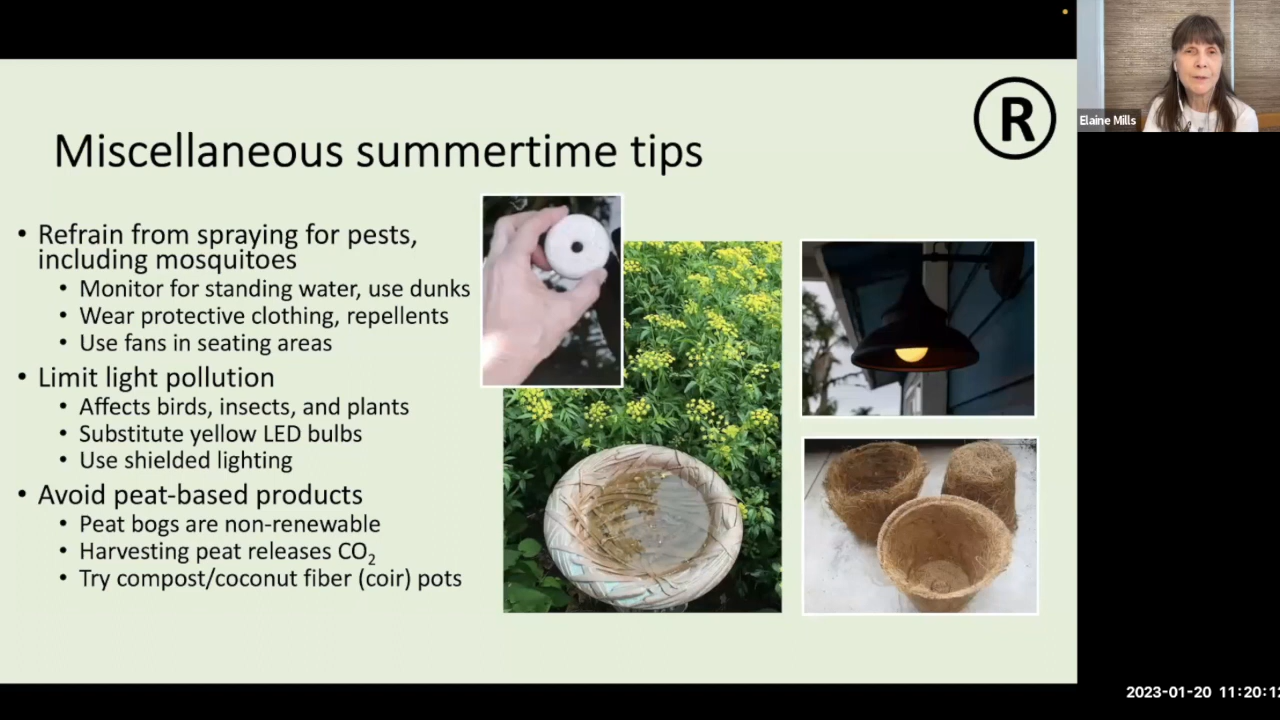 Elaine Mills
®
Miscellaneous summertime tips
• Refrain from spraying for pests,
including mosquitoes
• Monitor for standing water, use dunks
• Wear protective clothing, repellents
• Use fans in seating areas
• Limit light pollution
• Affects birds, insects, and plants
• Substitute yellow LED bulbs
• Use shielded lighting
• Avoid peat-based products
• Peat bogs are non-renewable
• Harvesting peat releases CO₂
• Try compost/coconut fiber (coir) pots
2023-01-20 11:20:12